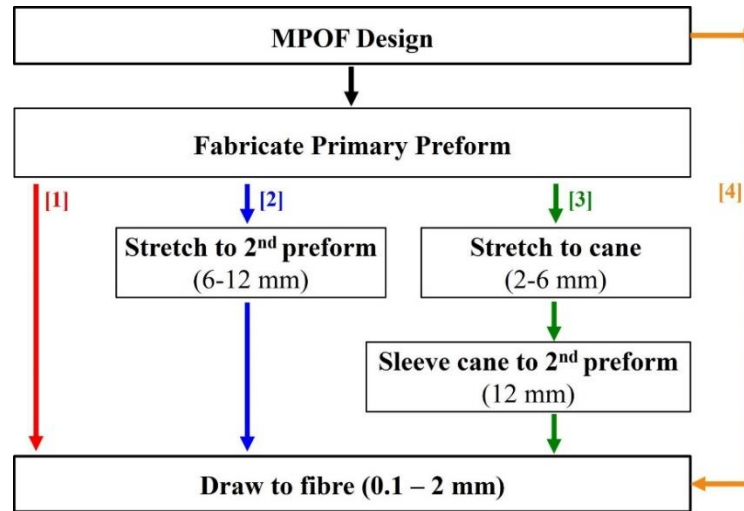 MPOF Design
[4]
Fabricate Primary Preform
[1]
[2]
[3]
Stretch to 2nd preform
(6-12 mm)
Stretch to cane
(2-6 mm)
Sleeve cane to 2nd preform
(12 mm)
Draw to fibre (0.1 – 2 mm)